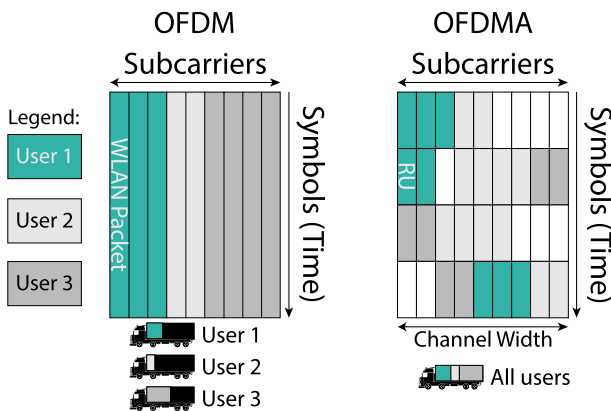 OFDM
Subcarriers
Legend:
User 1
User 2
User 3
WLAN Packet
Symbols (Time)
User 1
User 2
User 3
OFDMA
Subcarriers
RU
Symbols (Time)
Channel Width
All users